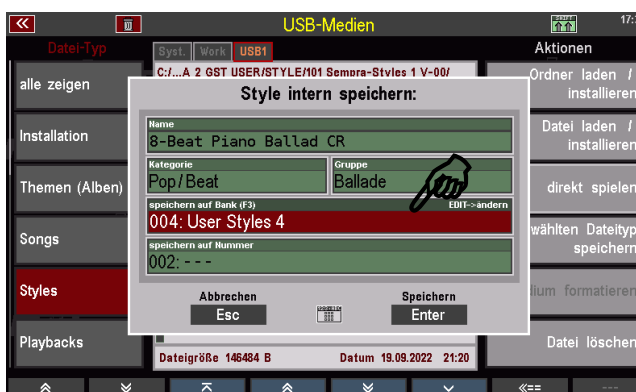 USB-Medien
SHIFT
17:
Datei-Typ
Syst. Work USB1
Aktionen
C:/...A 2 GST USER/STYLE/101 Sempra-Styles 1 V-00/
alle zeigen
Ordner laden /
installieren
Style intern speichern:
Name
8-Beat Piano Ballad CR
Installation
Datei laden /
installieren
Kategorie
Pop/Beat
Gruppe
Ballade
Themen (Alben)
direkt spielen
speichern auf Bank (F3)
EDIT->ändern
004: User Styles 4
Songs
wählten Dateityp
speichern
speichern auf Nummer
002: - - -
Styles
Abbrechen
Esc
Speichern
Enter
ium formatieren
Playbacks
Dateigröße 146484 B
Datum 19.09.2022 21:20
Datei löschen
«==
---